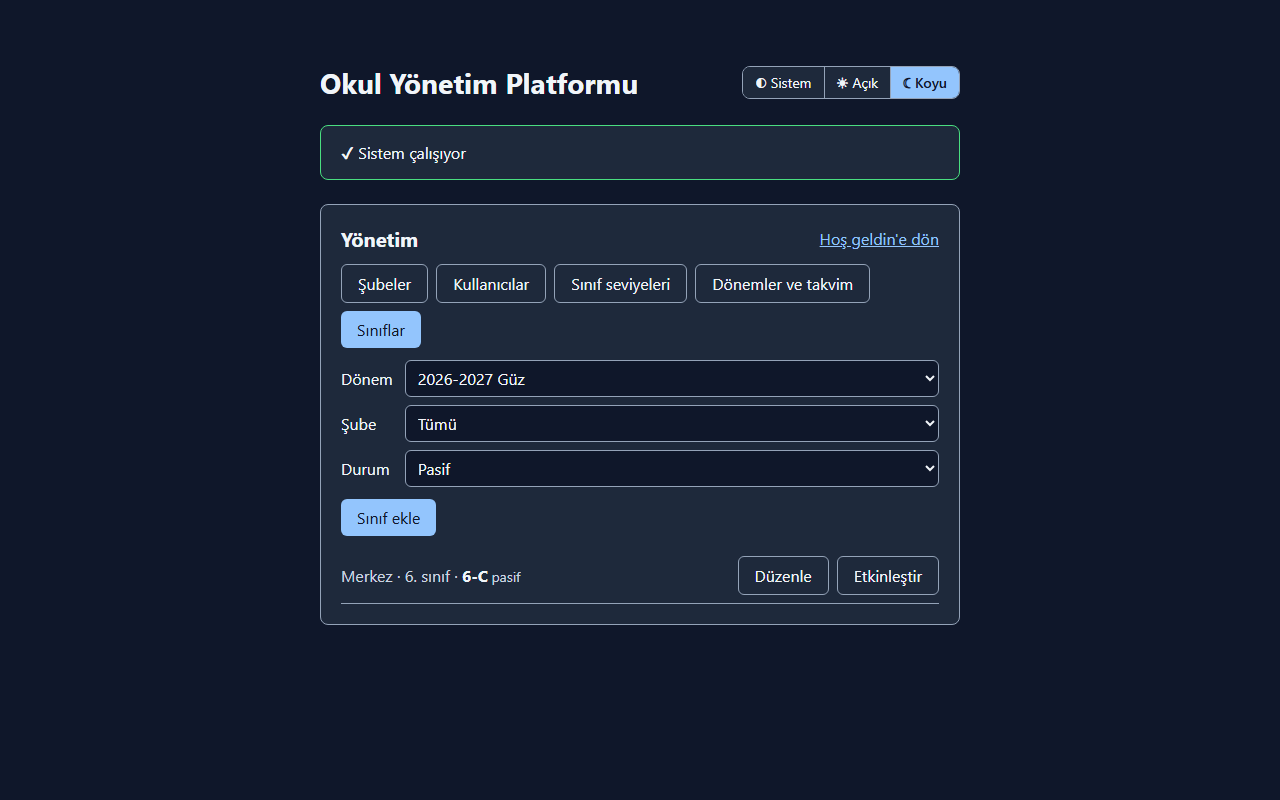 Okul Yönetim Platformu
◐ Sistem ☀ Açık ☾ Koyu
✔ Sistem çalışıyor
Yönetim
Hoş geldin'e dön
Şubeler Kullanıcılar Sınıf seviyeleri Dönemler ve takvim
Sınıflar
Dönem 2026-2027 Güz
Şube Tümü
Durum Pasif
Sınıf ekle
Merkez · 6. sınıf · 6-C pasif Düzenle Etkinleştir